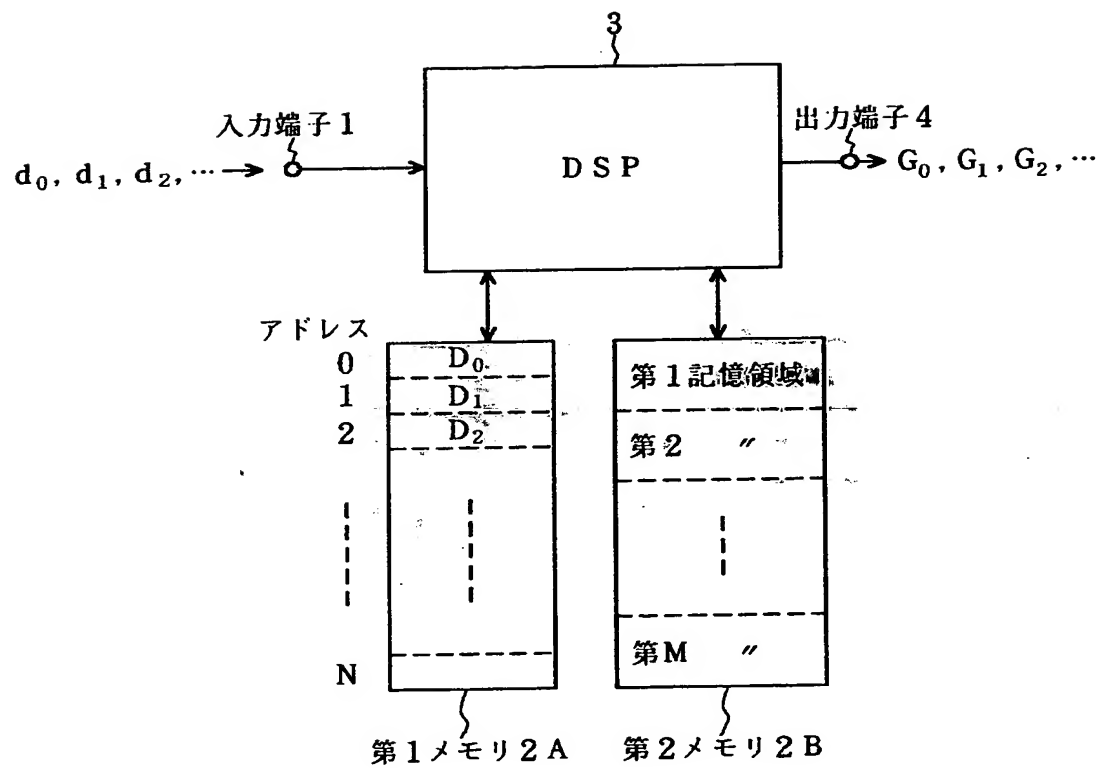 3
入力端子1
出力端子4
d₀, d₁, d₂, …
DSP
G₀, G₁, G₂, …
アドレス
0
D₀
第1記憶領域
1
D₁
2
D₂
第2 〃
N
第M 〃
第1メモリ2A
第2メモリ2B